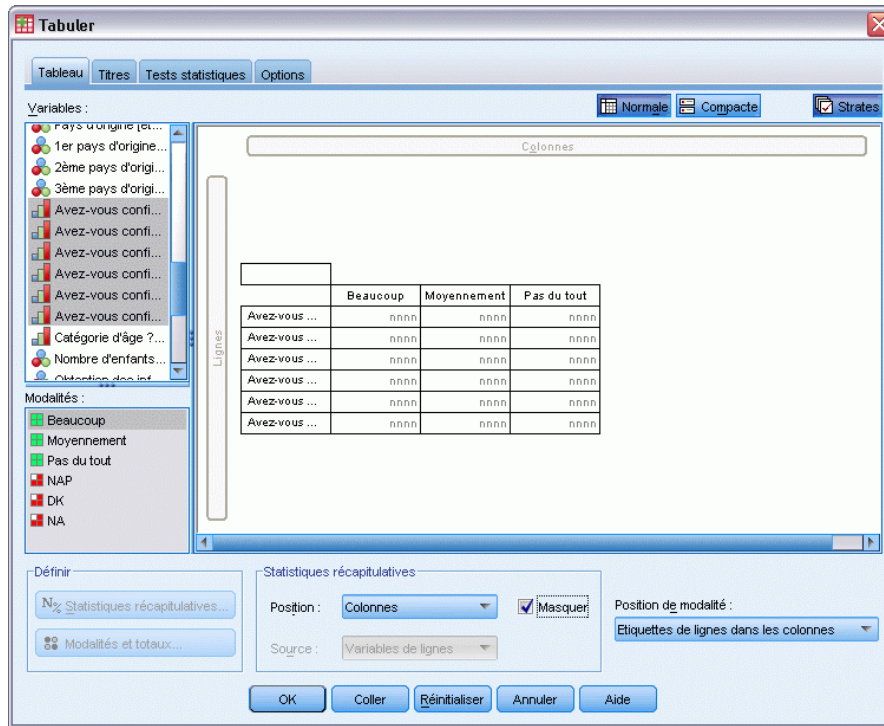 Tabuler
Tableau Titres Tests statistiques Options
Variables :
Normale Compacte Strates
Pays d'origine [et...
1er pays d'origine...
2ème pays d'origi...
3ème pays d'origi...
Avez-vous confi...
Avez-vous confi...
Avez-vous confi...
Avez-vous confi...
Avez-vous confi...
Avez-vous confi...
Catégorie d'âge ?...
Nombre d'enfants...
Obtention des inf...
Modalités :
Beaucoup
Moyennement
Pas du tout
NAP
DK
NA
Colonnes
Lignes
Beaucoup Moyennement Pas du tout
Avez-vous ... nnnn nnnn nnnn
Avez-vous ... nnnn nnnn nnnn
Avez-vous ... nnnn nnnn nnnn
Avez-vous ... nnnn nnnn nnnn
Avez-vous ... nnnn nnnn nnnn
Avez-vous ... nnnn nnnn nnnn
Définir
N% Statistiques récapitulatives...
Modalités et totaux...
Statistiques récapitulatives
Position : Colonnes Masquer
Source : Variables de lignes
Position de modalité :
Etiquettes de lignes dans les colonnes
OK Coller Réinitialiser Annuler Aide